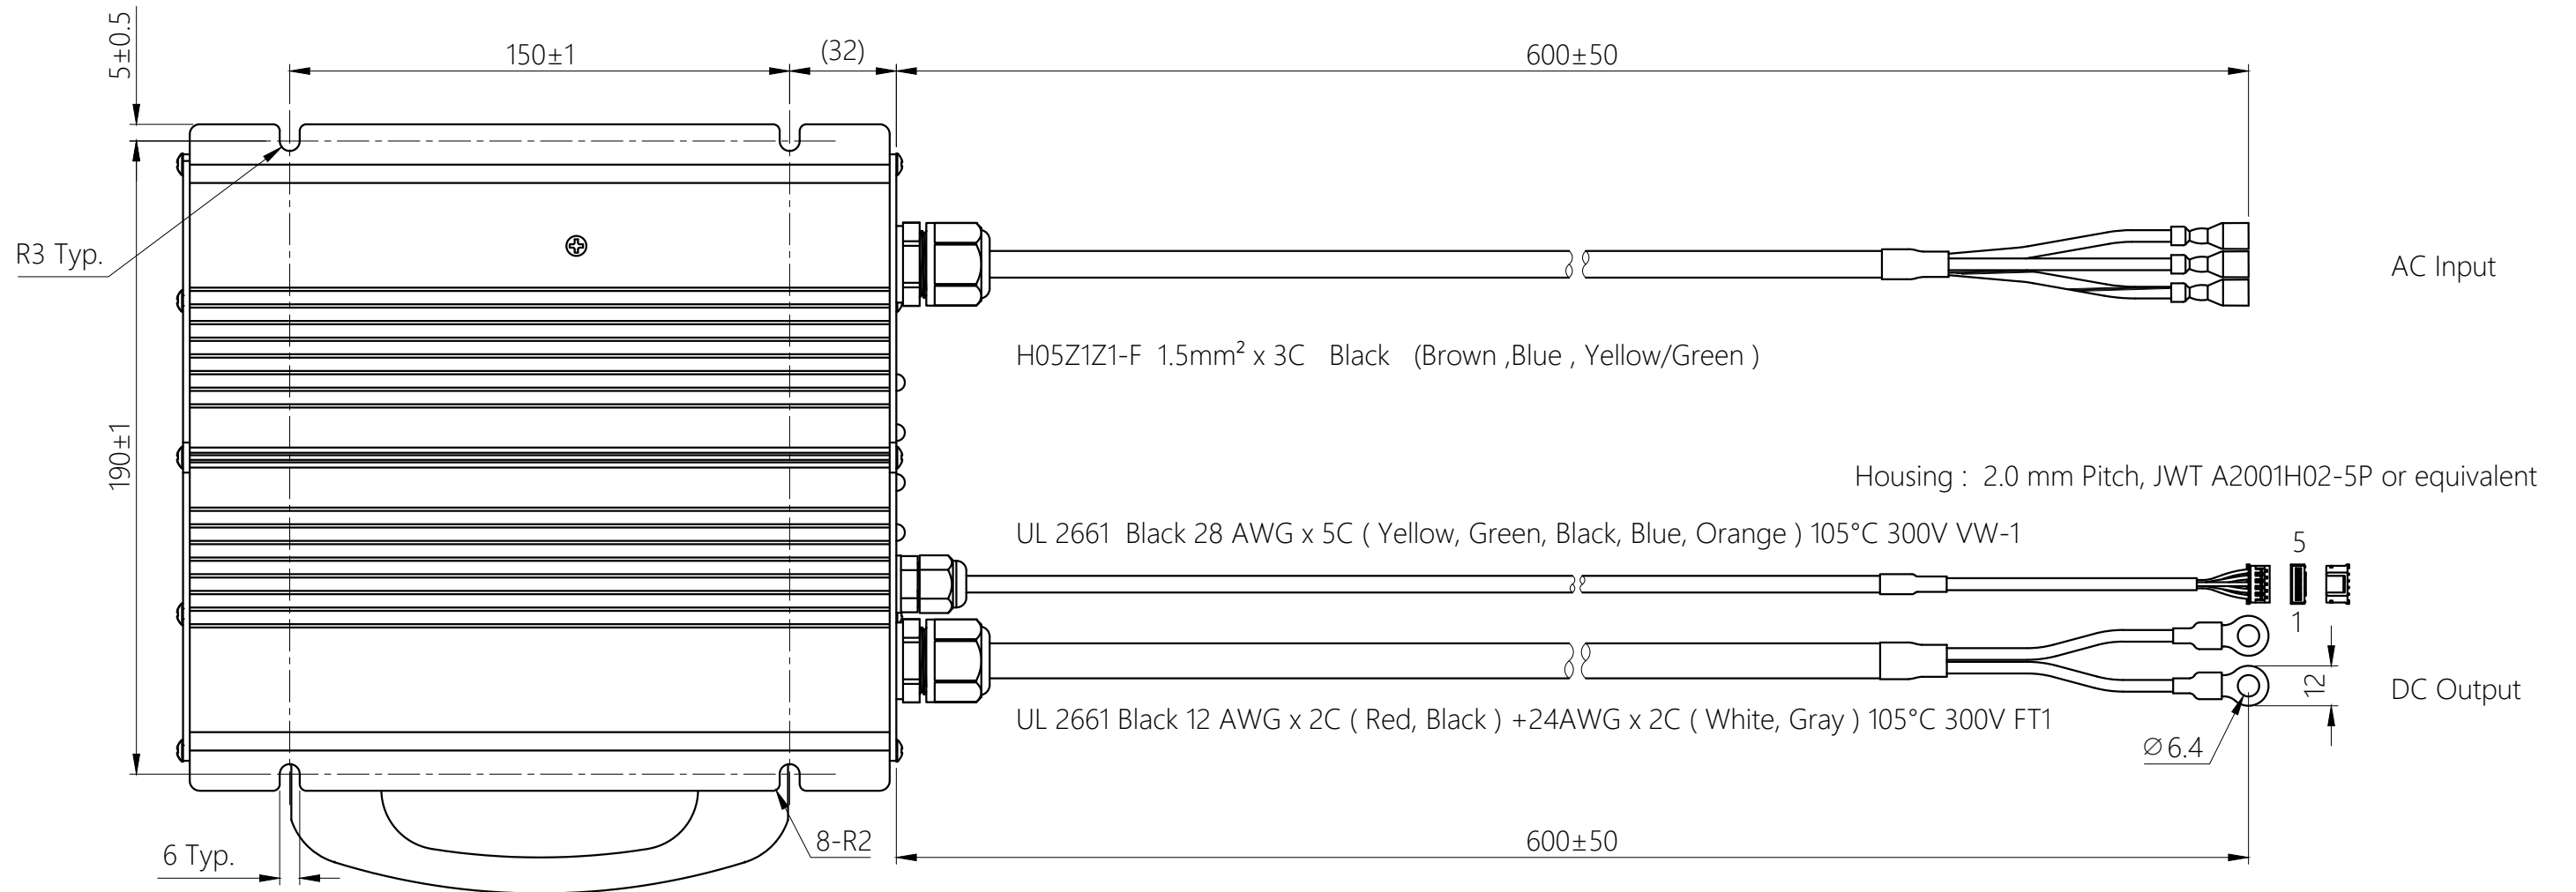 5±0.5
150±1
(32)
600±50
R3 Typ.
AC Input
H05Z1Z1-F 1.5mm² x 3C Black (Brown ,Blue , Yellow/Green )
190±1
Housing : 2.0 mm Pitch, JWT A2001H02-5P or equivalent
UL 2661 Black 28 AWG x 5C ( Yellow, Green, Black, Blue, Orange ) 105°C 300V VW-1
5
1
12
DC Output
UL 2661 Black 12 AWG x 2C ( Red, Black ) +24AWG x 2C ( White, Gray ) 105°C 300V FT1
∅6.4
8-R2
600±50
6 Typ.